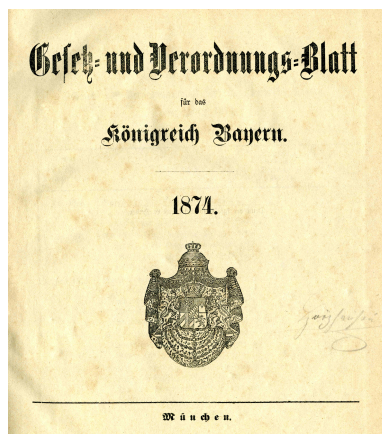 Gesetz- und Verordnungs-Blatt
für das
Königreich Bayern.
1874.
München.